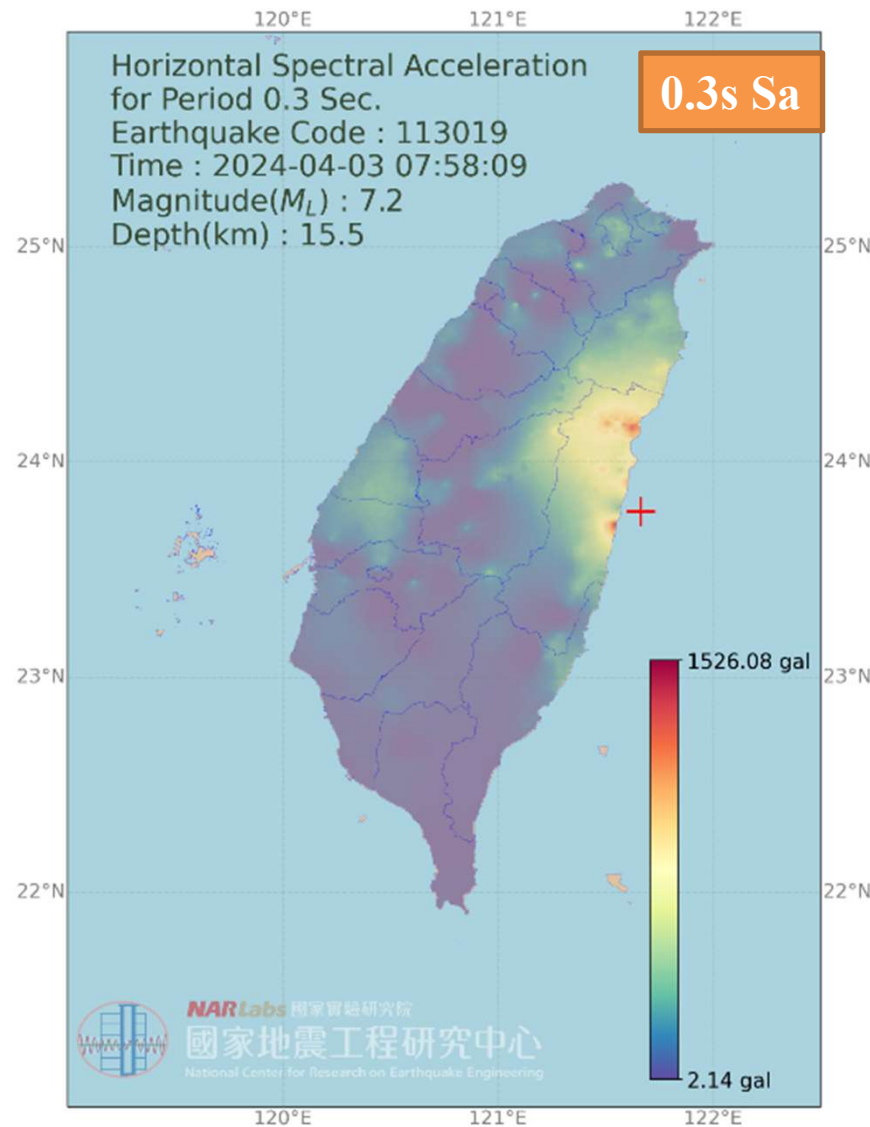 120°E 121°E 122°E
Horizontal Spectral Acceleration
for Period 0.3 Sec.
Earthquake Code : 113019
Time : 2024-04-03 07:58:09
Magnitude(M_L) : 7.2
Depth(km) : 15.5
0.3s Sa
25°N 25°N
24°N 24°N
23°N 23°N
22°N 22°N
1526.08 gal
2.14 gal
NARLabs 國家實驗研究院
國家地震工程研究中心
National Center for Research on Earthquake Engineering
120°E 121°E 122°E